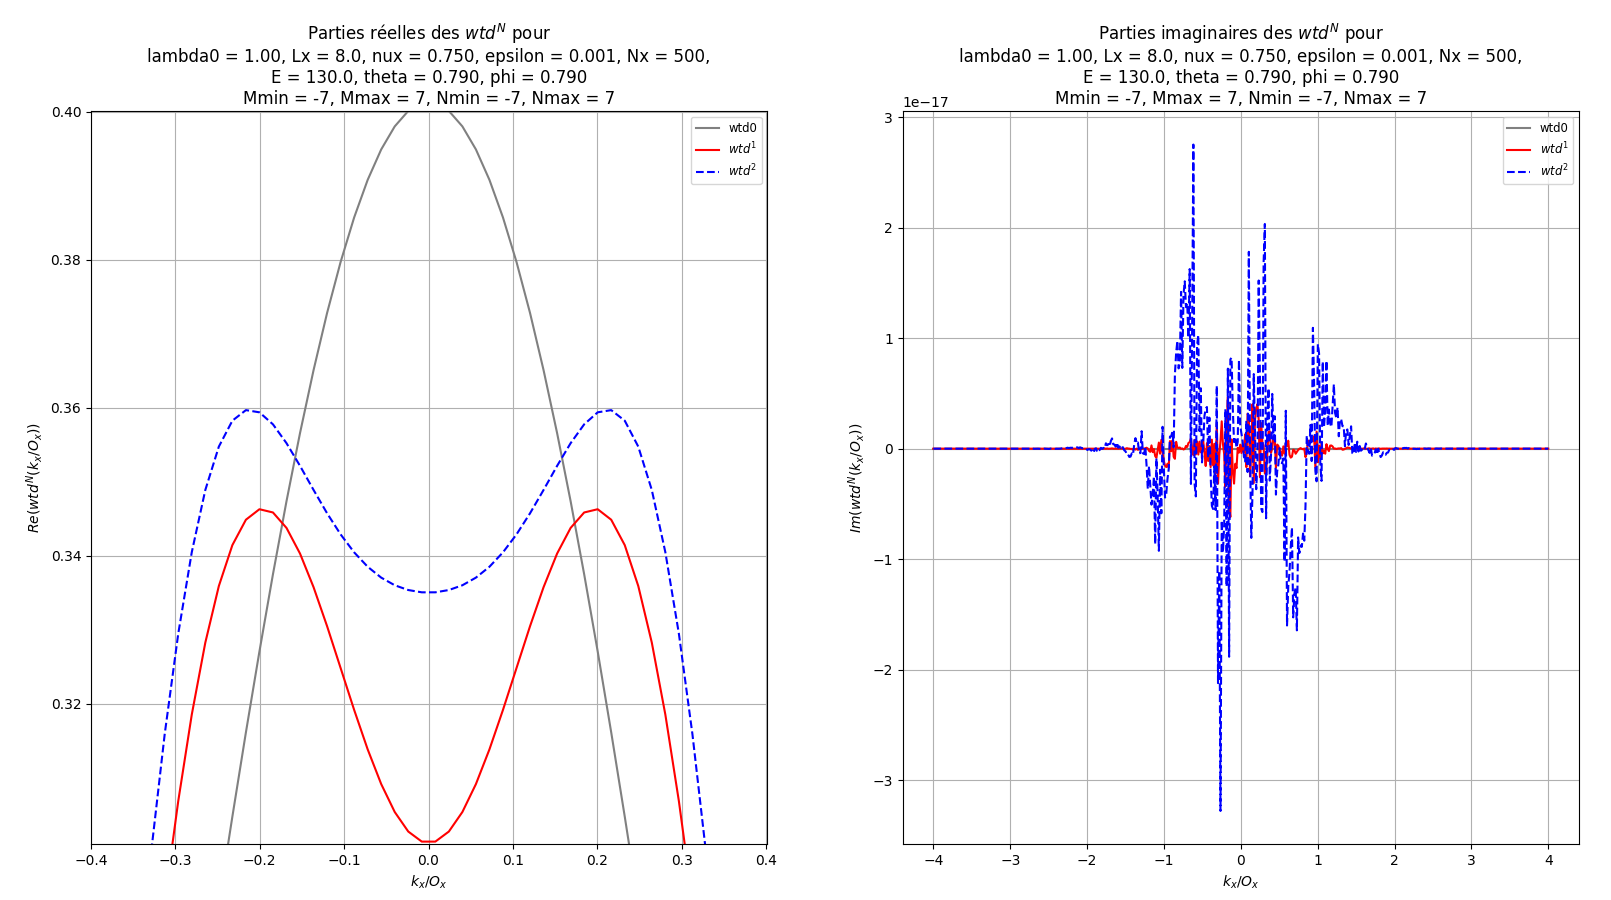 Parties réelles des wtd^N pour
lambda0 = 1.00, Lx = 8.0, nux = 0.750, epsilon = 0.001, Nx = 500,
E = 130.0, theta = 0.790, phi = 0.790
Mmin = -7, Mmax = 7, Nmin = -7, Nmax = 7
0.40
0.38
0.36
0.34
0.32
Re(wtd^N(k_x/O_x))
wtd0
wtd^1
wtd^2
−0.4 −0.3 −0.2 −0.1 0.0 0.1 0.2 0.3 0.4
k_x/O_x
Parties imaginaires des wtd^N pour
lambda0 = 1.00, Lx = 8.0, nux = 0.750, epsilon = 0.001, Nx = 500,
E = 130.0, theta = 0.790, phi = 0.790
Mmin = -7, Mmax = 7, Nmin = -7, Nmax = 7
1e−17
3
2
1
0
−1
−2
−3
Im(wtd^N(k_x/O_x))
wtd0
wtd^1
wtd^2
−4 −3 −2 −1 0 1 2 3 4
k_x/O_x